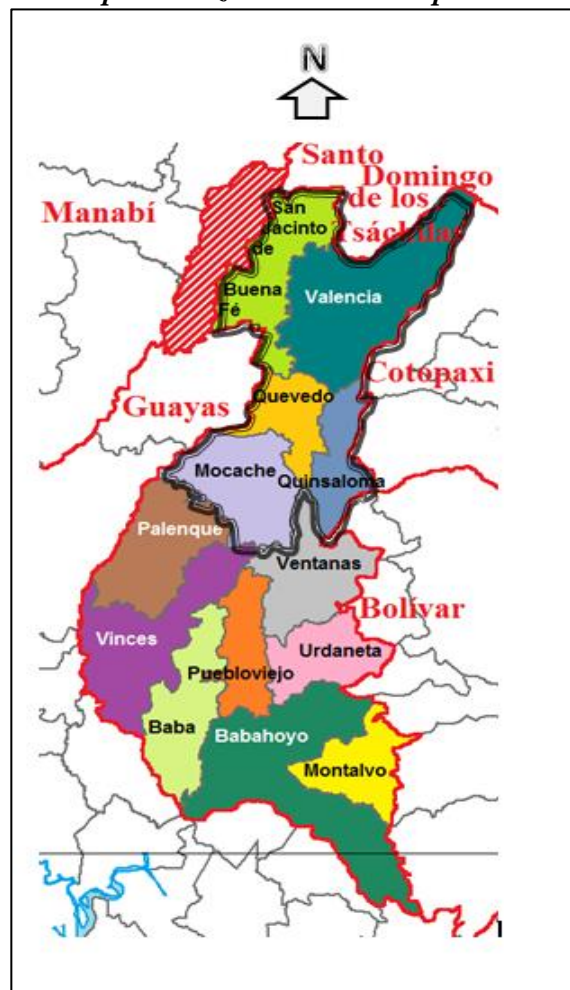 N
Santo
Domingo
de los
Tsáchilas
Manabí
San
Jacinto
de
Buena
Fé
Valencia
Cotopaxi
Guayas
Quevedo
Mocache
Quinsaloma
Palenque
Ventanas
Bolívar
Vinces
Urdaneta
Puebloviejo
Baba
Babahoyo
Montalvo